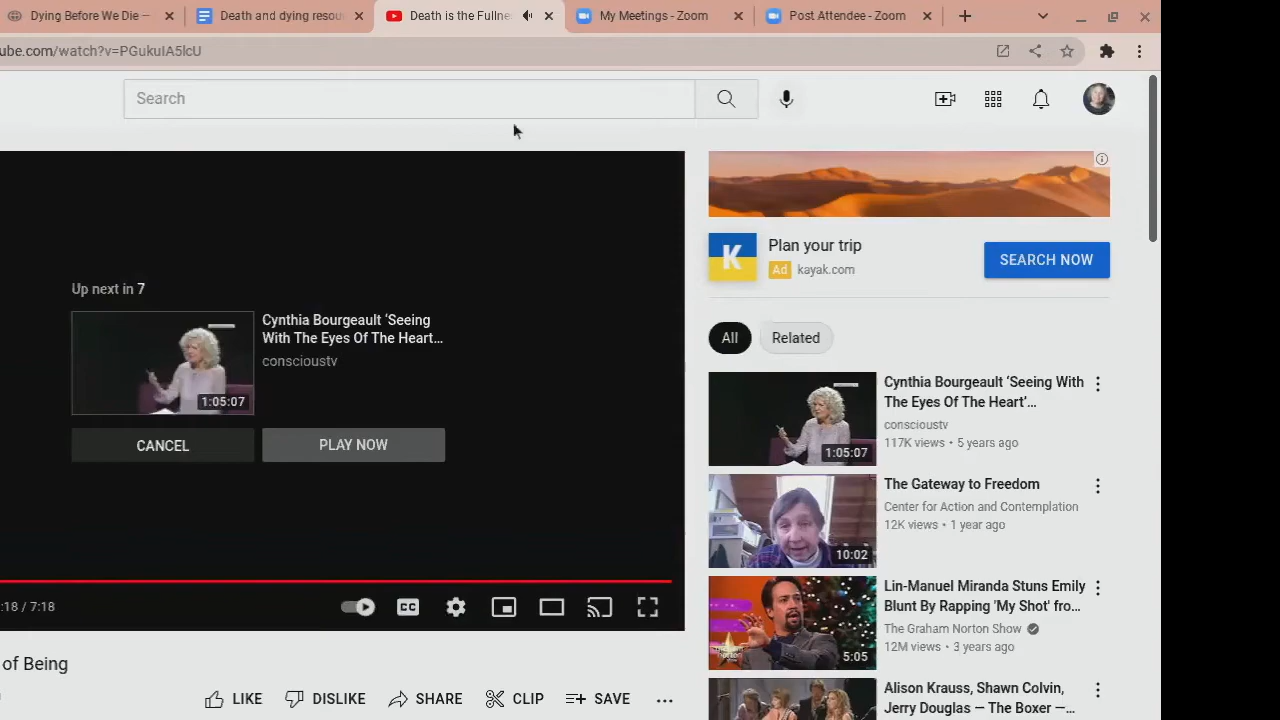 Dying Before We Die —
Death and dying resou
Death is the Fullne
My Meetings - Zoom
Post Attendee - Zoom
ube.com/watch?v=PGukuIA5lcU
Search
Up next in 7
Cynthia Bourgeault ‘Seeing
With The Eyes Of The Heart…
conscioustv
1:05:07
CANCEL
PLAY NOW
:18 / 7:18
CC
of Being
LIKE
DISLIKE
SHARE
CLIP
SAVE
K
Plan your trip
Ad kayak.com
SEARCH NOW
All
Related
1:05:07
Cynthia Bourgeault ‘Seeing With
The Eyes Of The Heart’…
conscioustv
117K views • 5 years ago
10:02
The Gateway to Freedom
Center for Action and Contemplation
12K views • 1 year ago
5:05
Lin-Manuel Miranda Stuns Emily
Blunt By Rapping 'My Shot' fro…
The Graham Norton Show
12M views • 3 years ago
Alison Krauss, Shawn Colvin,
Jerry Douglas — The Boxer —…